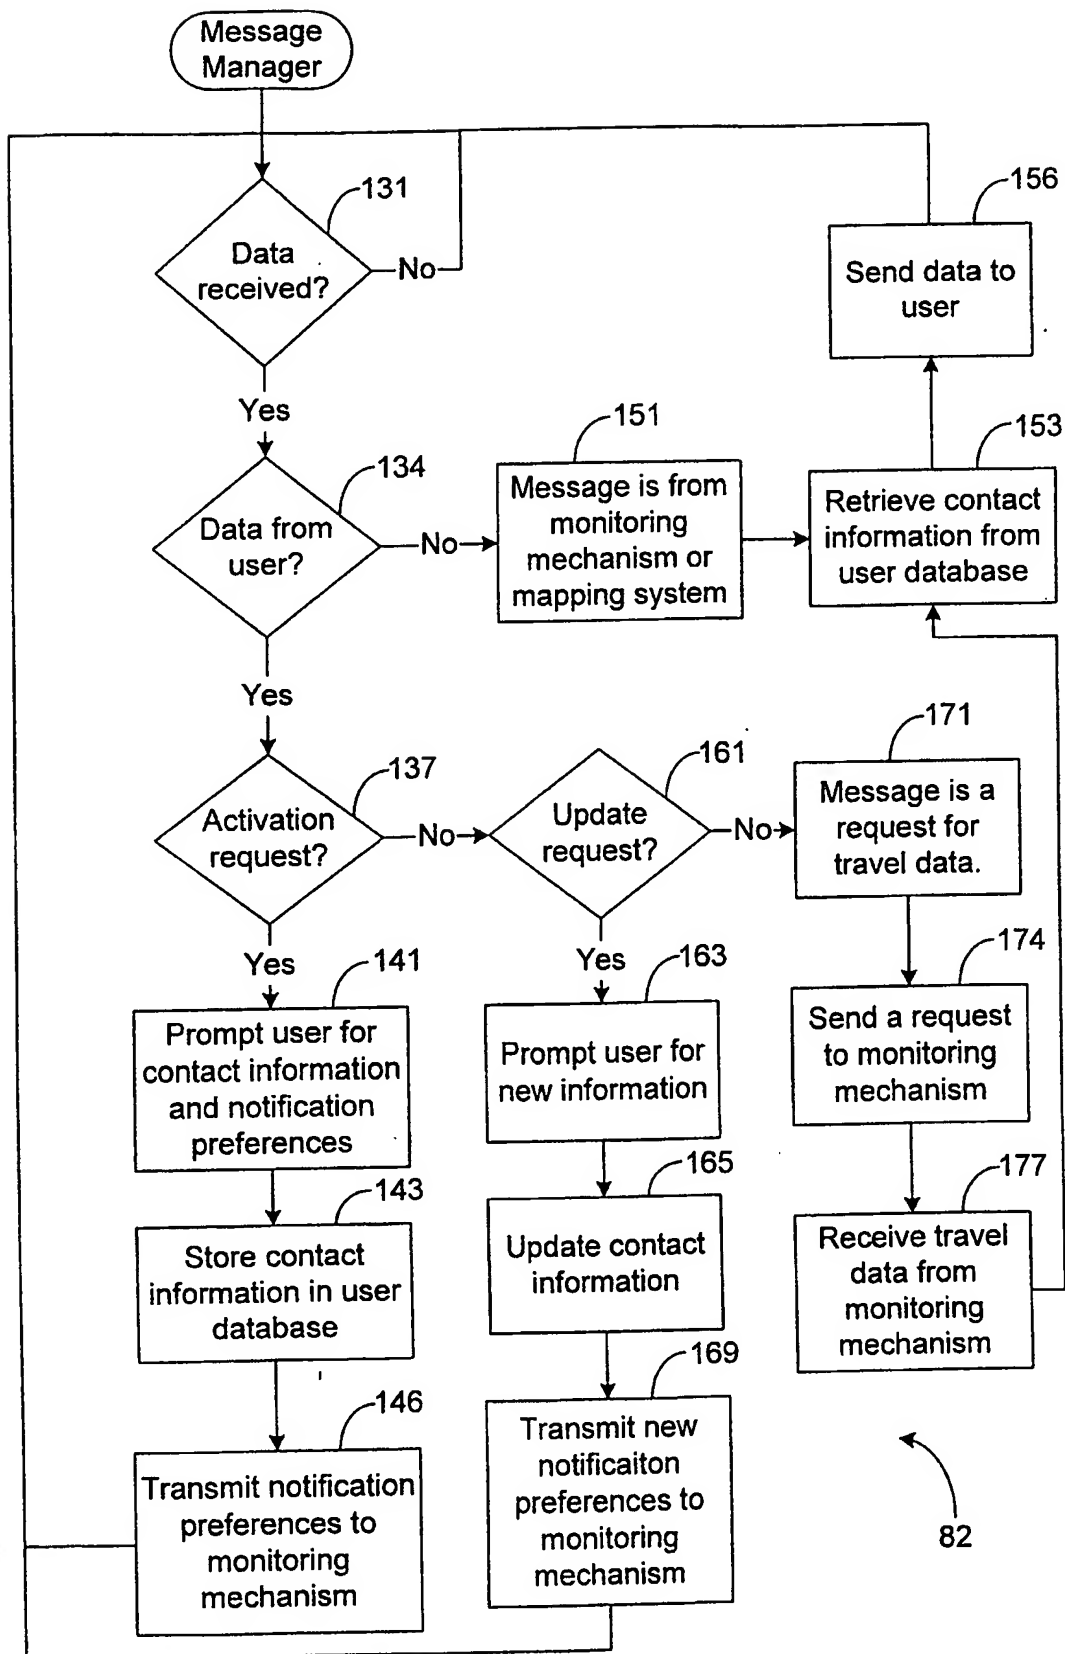 Message
Manager
131
Data
received?
No
156
Send data to
user
Yes
134
Data from
user?
No
151
Message is from
monitoring
mechanism or
mapping system
153
Retrieve contact
information from
user database
Yes
137
Activation
request?
No
161
Update
request?
No
171
Message is a
request for
travel data.
Yes
141
Prompt user for
contact information
and notification
preferences
Yes
163
Prompt user for
new information
174
Send a request
to monitoring
mechanism
143
Store contact
information in user
database
165
Update contact
information
177
Receive travel
data from
monitoring
mechanism
146
Transmit notification
preferences to
monitoring
mechanism
169
Transmit new
notificaiton
preferences to
monitoring
mechanism
82